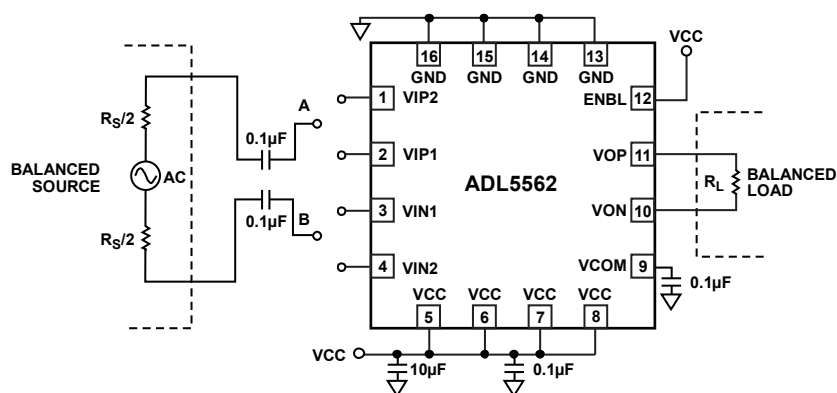 16 15 14 13
GND GND GND GND
VCC
1 VIP2
ENBL 12
A
R_S/2
0.1µF
2 VIP1
VOP 11
BALANCED
SOURCE
AC
ADL5562
R_L
BALANCED
LOAD
3 VIN1
VON 10
B
0.1µF
R_S/2
4 VIN2
VCOM 9
0.1µF
VCC VCC VCC VCC
5 6 7 8
VCC
10µF
0.1µF